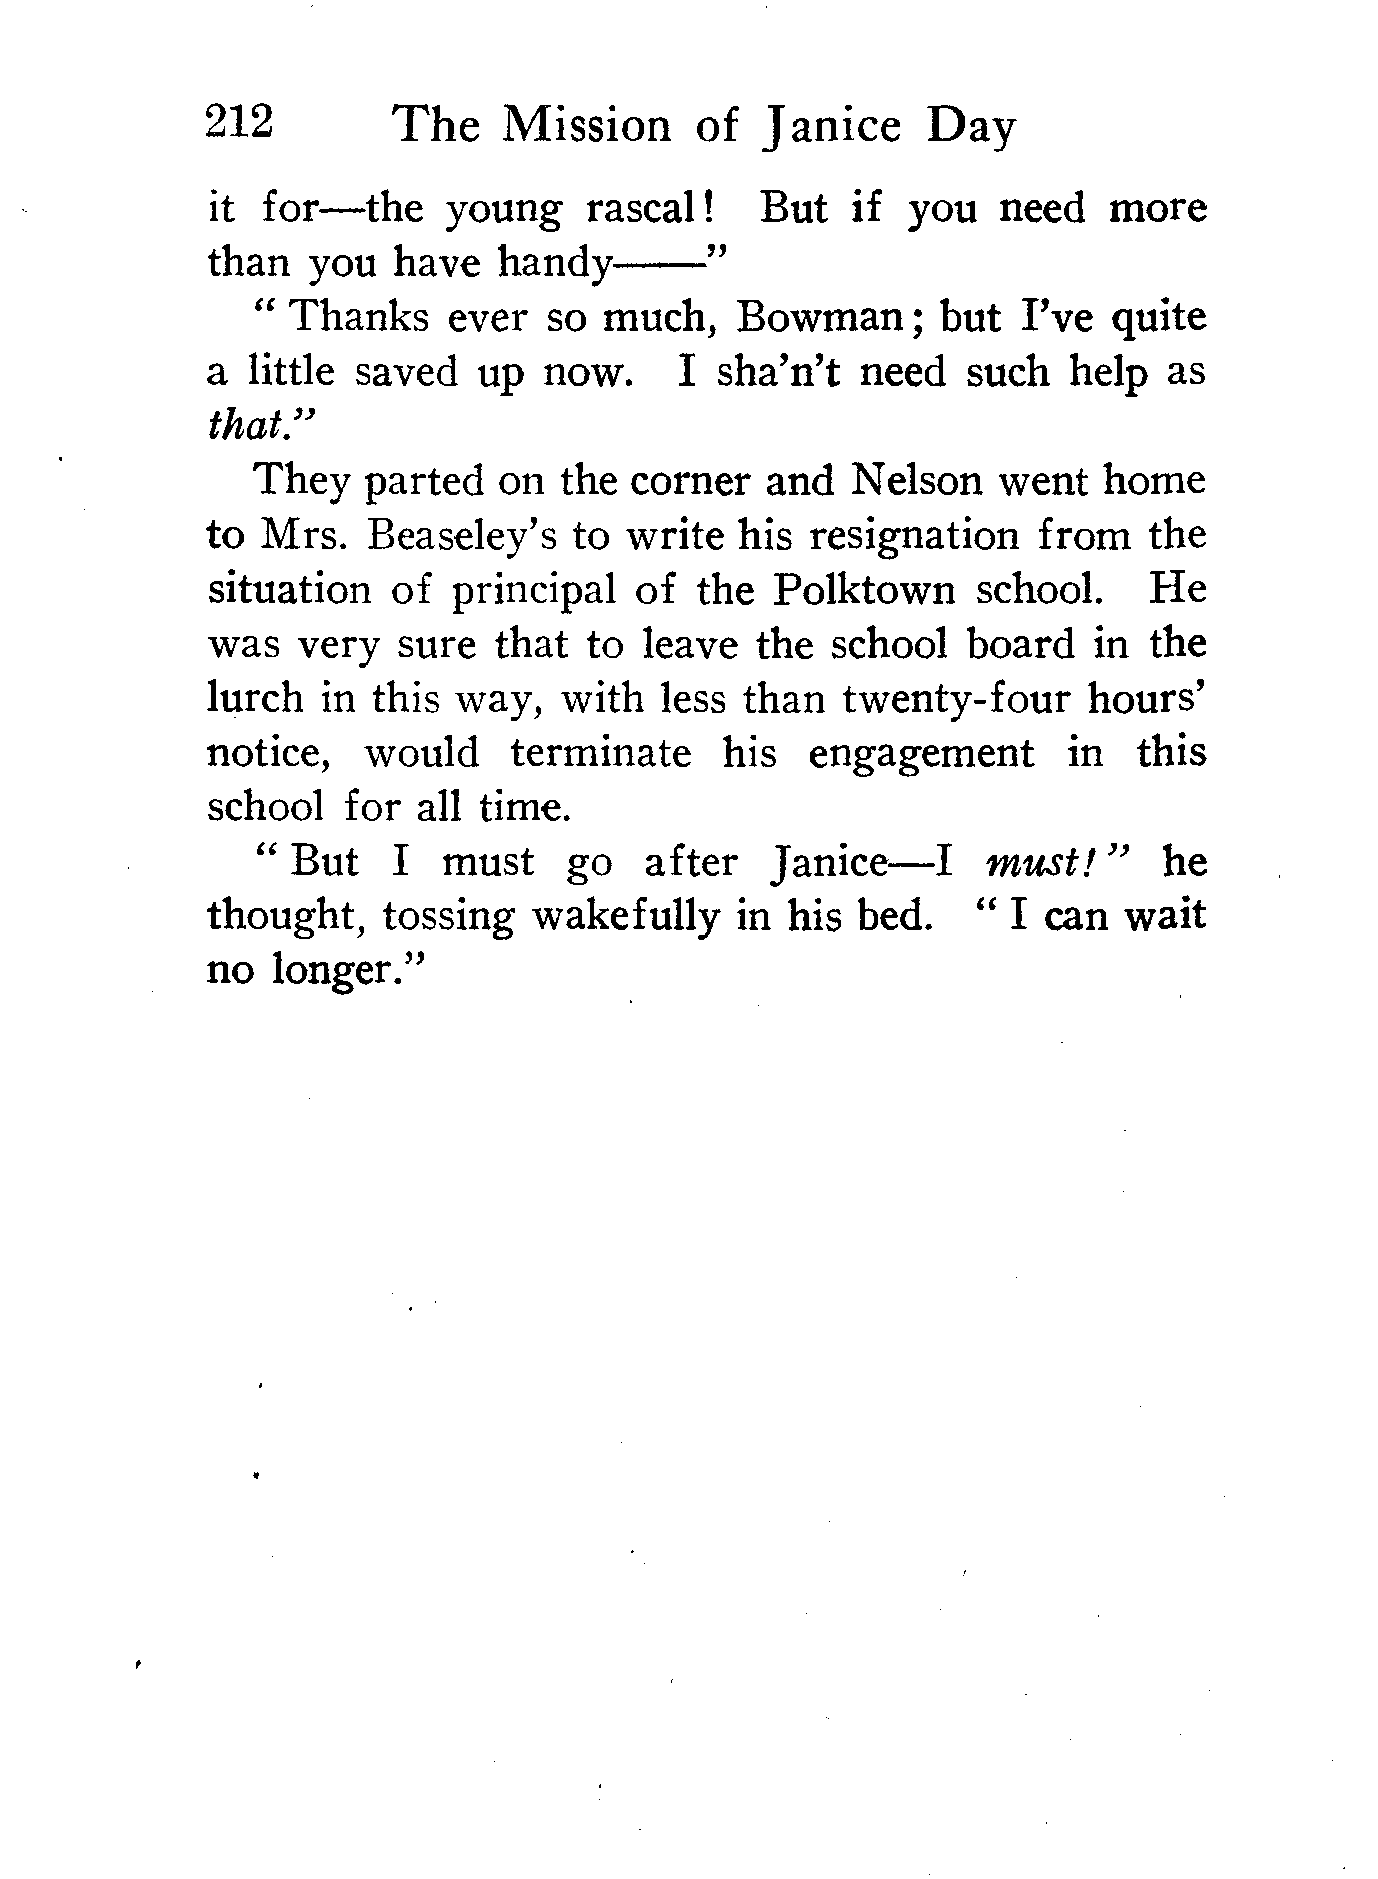 212 The Mission of Janice Day
it for—the young rascal! But if you need more
than you have handy——"
"Thanks ever so much, Bowman; but I've quite
a little saved up now. I sha'n't need such help as
that."
They parted on the corner and Nelson went home
to Mrs. Beaseley's to write his resignation from the
situation of principal of the Polktown school. He
was very sure that to leave the school board in the
lurch in this way, with less than twenty-four hours'
notice, would terminate his engagement in this
school for all time.
"But I must go after Janice—I must!" he
thought, tossing wakefully in his bed. "I can wait
no longer."